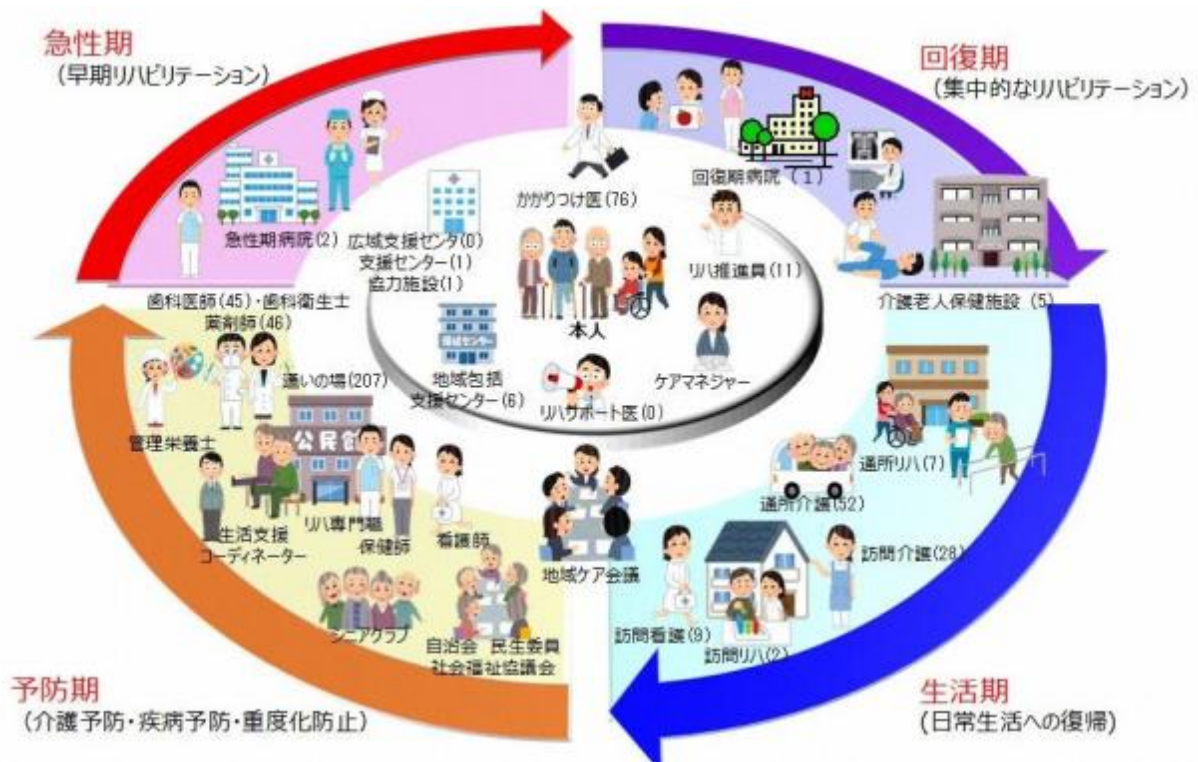 急性期
(早期リハビリテーション)
回復期
(集中的なリハビリテーション)
急性期病院(2)
広域支援センタ(0)
支援センター(1)
協力施設(1)
かかりつけ医(76)
回復期病院(1)
リハ推進員(11)
介護老人保健施設(5)
歯科医師(45)・歯科衛生士
薬剤師(46)
本人
地域包括
支援センター(6)
リハサポート医(0)
ケアマネジャー
通いの場(207)
管理栄養士
公民館
生活支援
コーディネーター
リハ専門職
保健師
看護師
地域ケア会議
シニアクラブ
自治会 民生委員
社会福祉協議会
通所リハ(7)
通所介護(52)
訪問介護(28)
訪問看護(9)
訪問リハ(2)
予防期
(介護予防・疾病予防・重度化防止)
生活期
(日常生活への復帰)